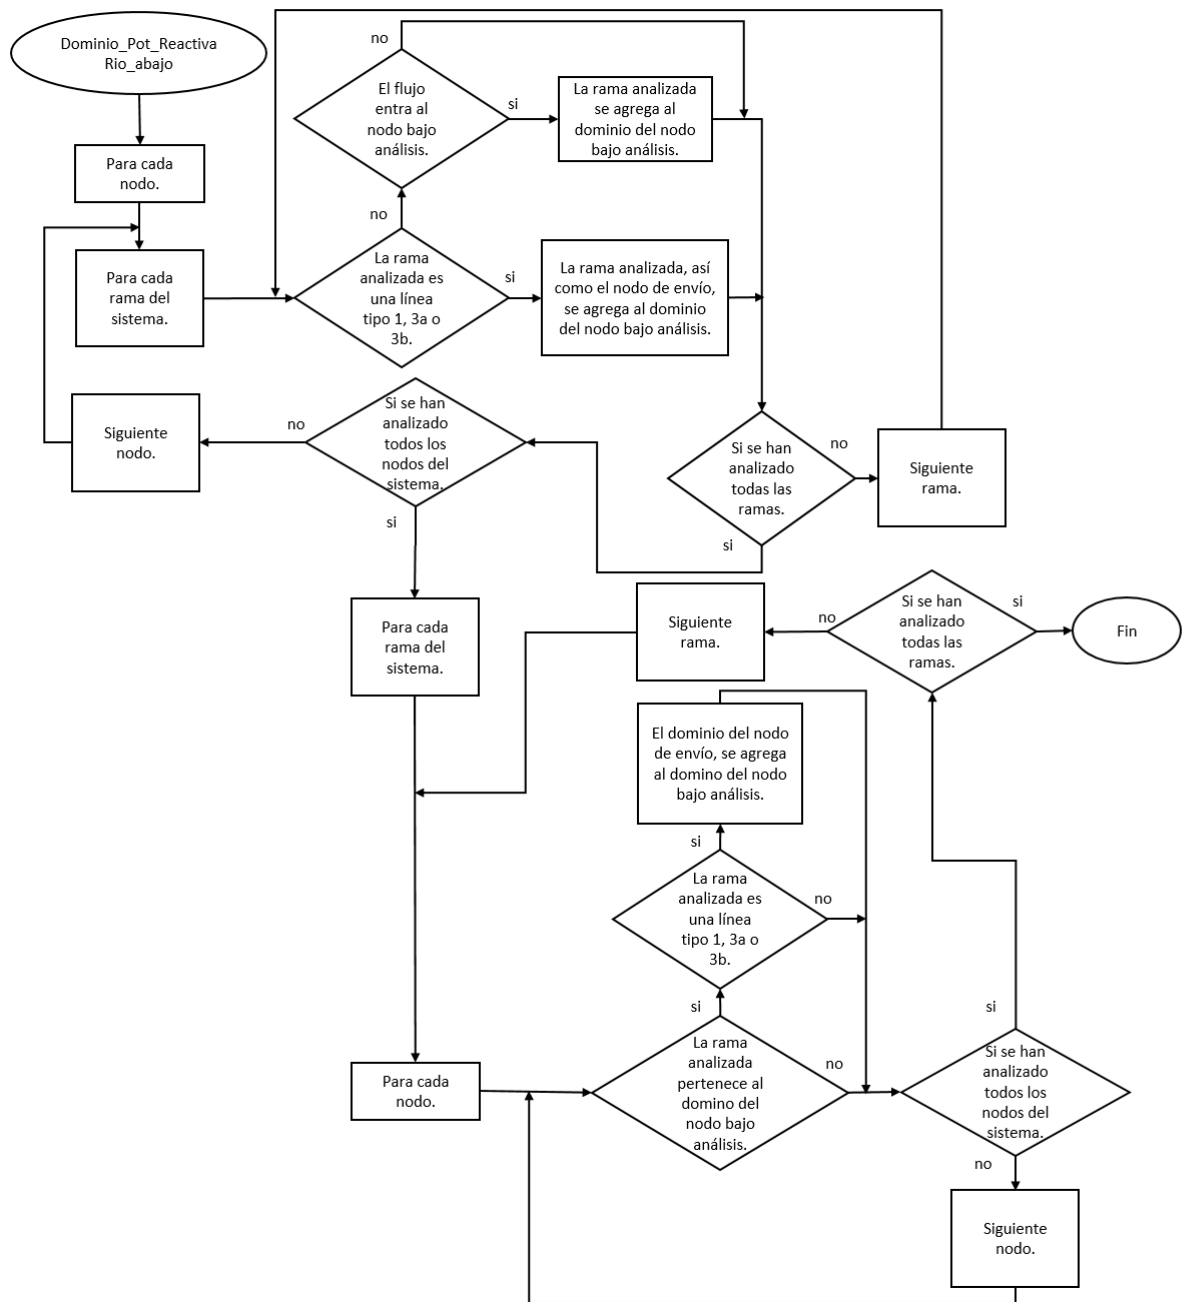 Dominio_Pot_Reactiva
Rio_abajo
Para cada
nodo.
Para cada
rama del
sistema.
no
El flujo
entra al
nodo bajo
análisis.
si
La rama analizada
se agrega al
dominio del nodo
bajo análisis.
no
La rama
analizada es
una línea
tipo 1, 3a o
3b.
si
La rama analizada, así
como el nodo de envío,
se agrega al dominio
del nodo bajo análisis.
Siguiente
nodo.
no
Si se han
analizado
todos los
nodos del
sistema.
si
Si se han
analizado
todas las
ramas.
no
si
Siguiente
rama.
Para cada
rama del
sistema.
Siguiente
rama.
no
Si se han
analizado
todas las
ramas.
si
Fin
El dominio del nodo
de envío, se agrega
al domino del nodo
bajo análisis.
si
La rama
analizada es
una línea
tipo 1, 3a o
3b.
no
si
Para cada
nodo.
La rama
analizada
pertenece al
domino del
nodo bajo
análisis.
no
si
Si se han
analizado
todos los
nodos del
sistema.
no
Siguiente
nodo.